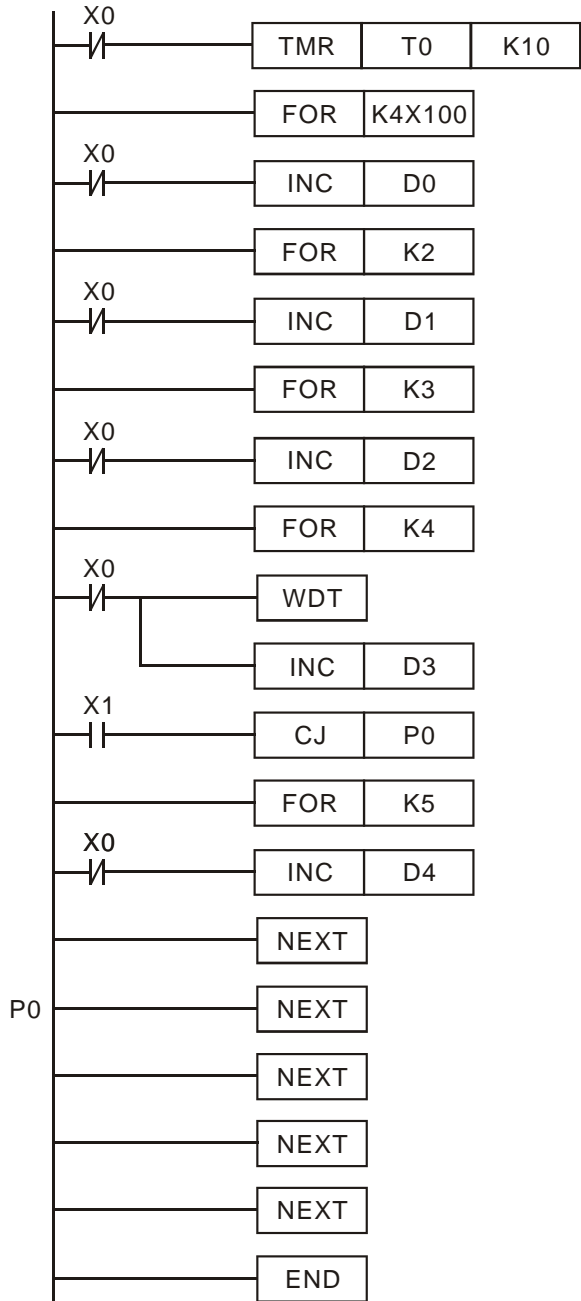 X0
TMR T0 K10
FOR K4X100
X0
INC D0
FOR K2
X0
INC D1
FOR K3
X0
INC D2
FOR K4
X0
WDT
INC D3
X1
CJ P0
FOR K5
X0
INC D4
NEXT
P0 NEXT
NEXT
NEXT
NEXT
END